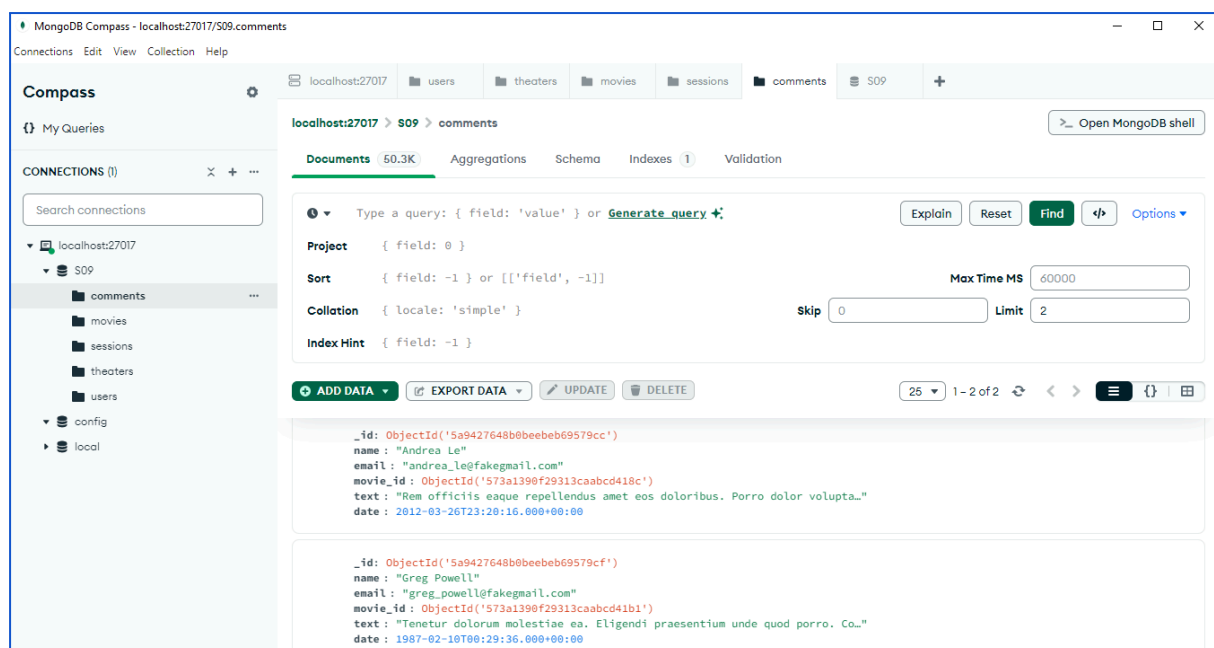 MongoDB Compass - localhost:27017/S09.comments
Connections Edit View Collection Help
Compass
{} My Queries
CONNECTIONS (1)
Search connections
localhost:27017
S09
comments
movies
sessions
theaters
users
config
local
localhost:27017 users theaters movies sessions comments S09
localhost:27017 > S09 > comments
>_ Open MongoDB shell
Documents 50.3K Aggregations Schema Indexes 1 Validation
Type a query: { field: 'value' } or Generate query
Explain Reset Find </> Options
Project { field: 0 }
Sort { field: -1 } or [['field', -1]]
Max Time MS 60000
Collation { locale: 'simple' }
Skip 0 Limit 2
Index Hint { field: -1 }
ADD DATA EXPORT DATA UPDATE DELETE
25 1 – 2 of 2 {}
_id: ObjectId('5a9427648b0beebeb69579cc')
name : "Andrea Le"
email : "andrea_le@fakegmail.com"
movie_id : ObjectId('573a1390f29313caabcd418c')
text : "Rem officiis eaque repellendus amet eos doloribus. Porro dolor volupta…"
date : 2012-03-26T23:20:16.000+00:00
_id: ObjectId('5a9427648b0beebeb69579cf')
name : "Greg Powell"
email : "greg_powell@fakegmail.com"
movie_id : ObjectId('573a1390f29313caabcd41b1')
text : "Tenetur dolorum molestiae ea. Eligendi praesentium unde quod porro. Co…"
date : 1987-02-10T00:29:36.000+00:00